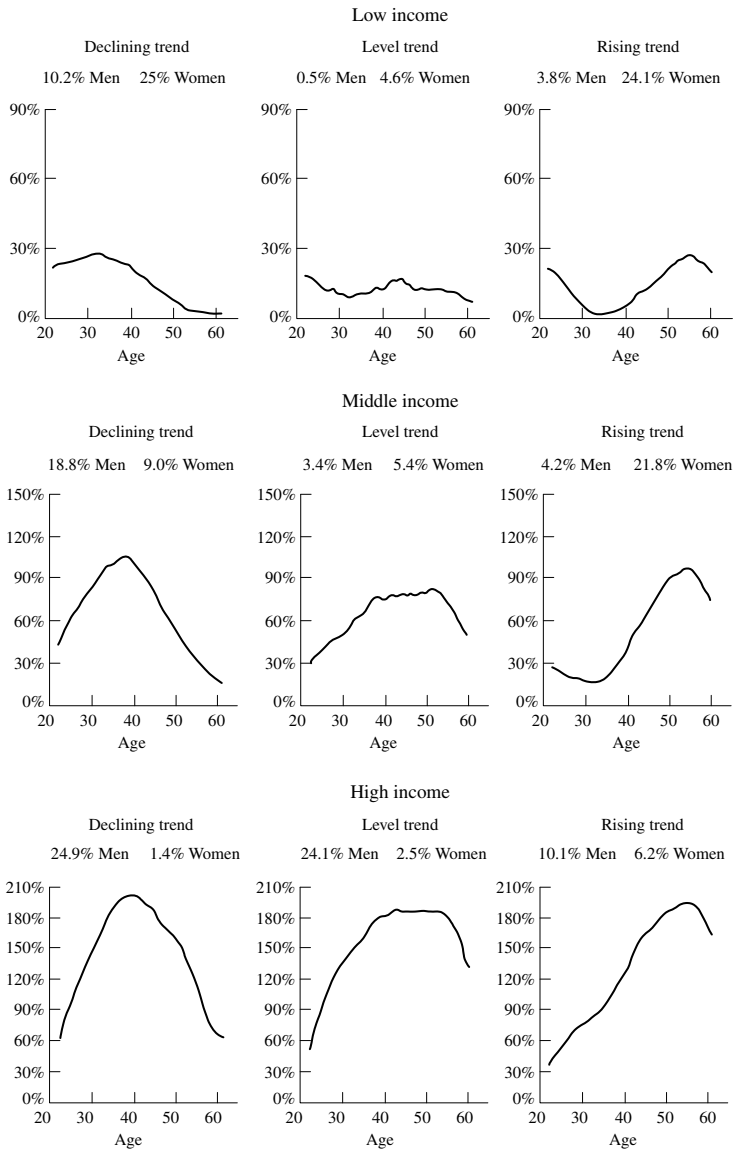 Low income
Declining trend Level trend Rising trend
10.2% Men 25% Women 0.5% Men 4.6% Women 3.8% Men 24.1% Women
90% 90% 90%
60% 60% 60%
30% 30% 30%
0% 0% 0%
20 30 40 50 60 20 30 40 50 60 20 30 40 50 60
Age Age Age
Middle income
Declining trend Level trend Rising trend
18.8% Men 9.0% Women 3.4% Men 5.4% Women 4.2% Men 21.8% Women
150% 150% 150%
120% 120% 120%
90% 90% 90%
60% 60% 60%
30% 30% 30%
0% 0% 0%
20 30 40 50 60 20 30 40 50 60 20 30 40 50 60
Age Age Age
High income
Declining trend Level trend Rising trend
24.9% Men 1.4% Women 24.1% Men 2.5% Women 10.1% Men 6.2% Women
210% 210% 210%
180% 180% 180%
150% 150% 150%
120% 120% 120%
90% 90% 90%
60% 60% 60%
30% 30% 30%
0% 0% 0%
20 30 40 50 60 20 30 40 50 60 20 30 40 50 60
Age Age Age